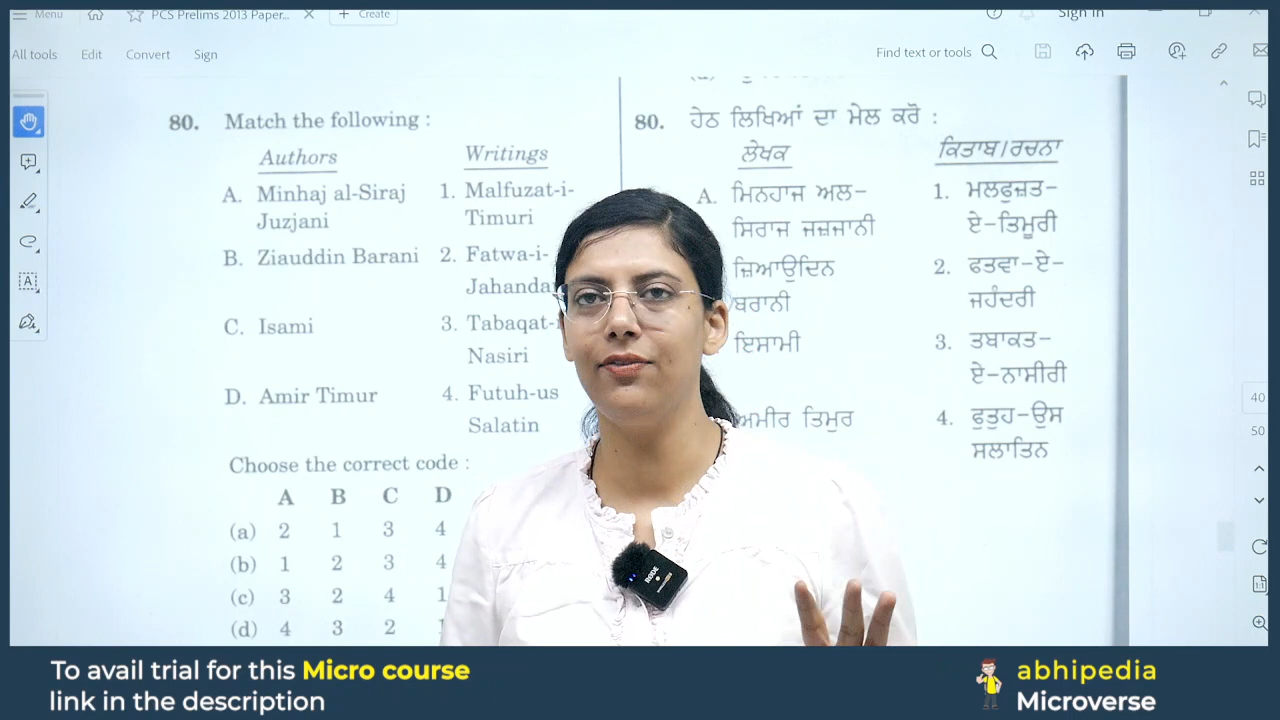 Menu
PCS Prelims 2013 Paper...
Create
Sign In
All tools Edit Convert Sign
Find text or tools
80. Match the following :
Authors Writings
A. Minhaj al-Siraj Juzjani
1. Malfuzat-i-Timuri
B. Ziauddin Barani
2. Fatwa-i-
Jahanda
C. Isami
3. Tabaqat-
Nasiri
D. Amir Timur
4. Futuh-us
Salatin
Choose the correct code :
A B C D
(a) 2 1 3 4
(b) 1 2 3 4
(c) 3 2 4 1
(d) 4 3 2
80. ਹੇਠ ਲਿਖਿਆਂ ਦਾ ਮੇਲ ਕਰੋ :
ਲੇਖਕ ਕਿਤਾਬ/ਰਚਨਾ
A. ਮਿਨਹਾਜ ਅਲ-
ਸਿਰਾਜ ਜਜ਼ਜਾਨੀ
1. ਮਲਫੁਜ਼ਤ-
ਏ-ਤਿਮੂਰੀ
ਜ਼ਿਆਉਦਿਨ
ਬਰਾਨੀ
2. ਫਤਵਾ-ਏ-
ਜਹੰਦਰੀ
ਇਸਾਮੀ
3. ਤਬਾਕਤ-
ਏ-ਨਾਸੀਰੀ
ਅਮੀਰ ਤਿਮੁਰ
4. ਫੁਤੁਹ-ਉਸ
ਸਲਾਤਿਨ
40
50
RODE
To avail trial for this Micro course
link in the description
abhipedia
Microverse